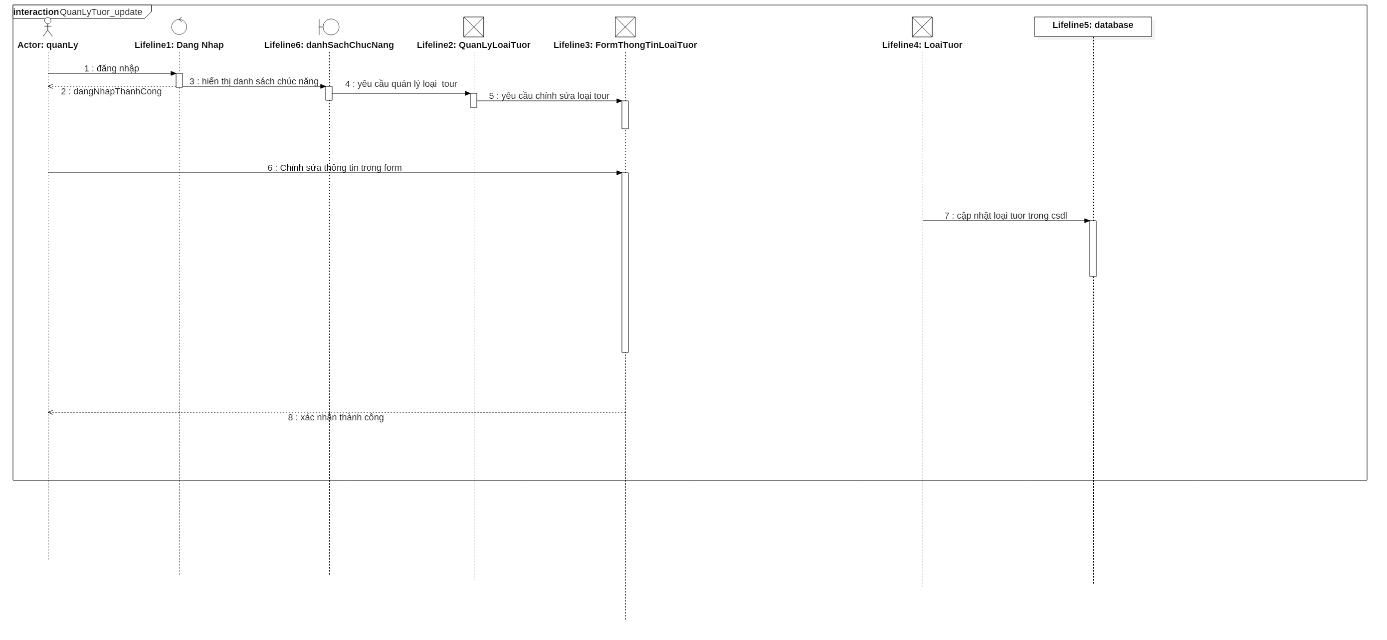 interaction QuanLyTuor_update
Actor: quanLy
Lifeline1: Dang Nhap
Lifeline6: danhSachChucNang
Lifeline2: QuanLyLoaiTuor
Lifeline3: FormThongTinLoaiTuor
Lifeline4: LoaiTuor
Lifeline5: database
1 : đăng nhập
2 : dangNhapThanhCong
3 : hiển thị danh sách chức năng
4 : yêu cầu quản lý loại tour
5 : yêu cầu chỉnh sửa loại tour
6 : Chỉnh sửa thông tin trong form
7 : cập nhật loại tuor trong csdl
8 : xác nhận thành công